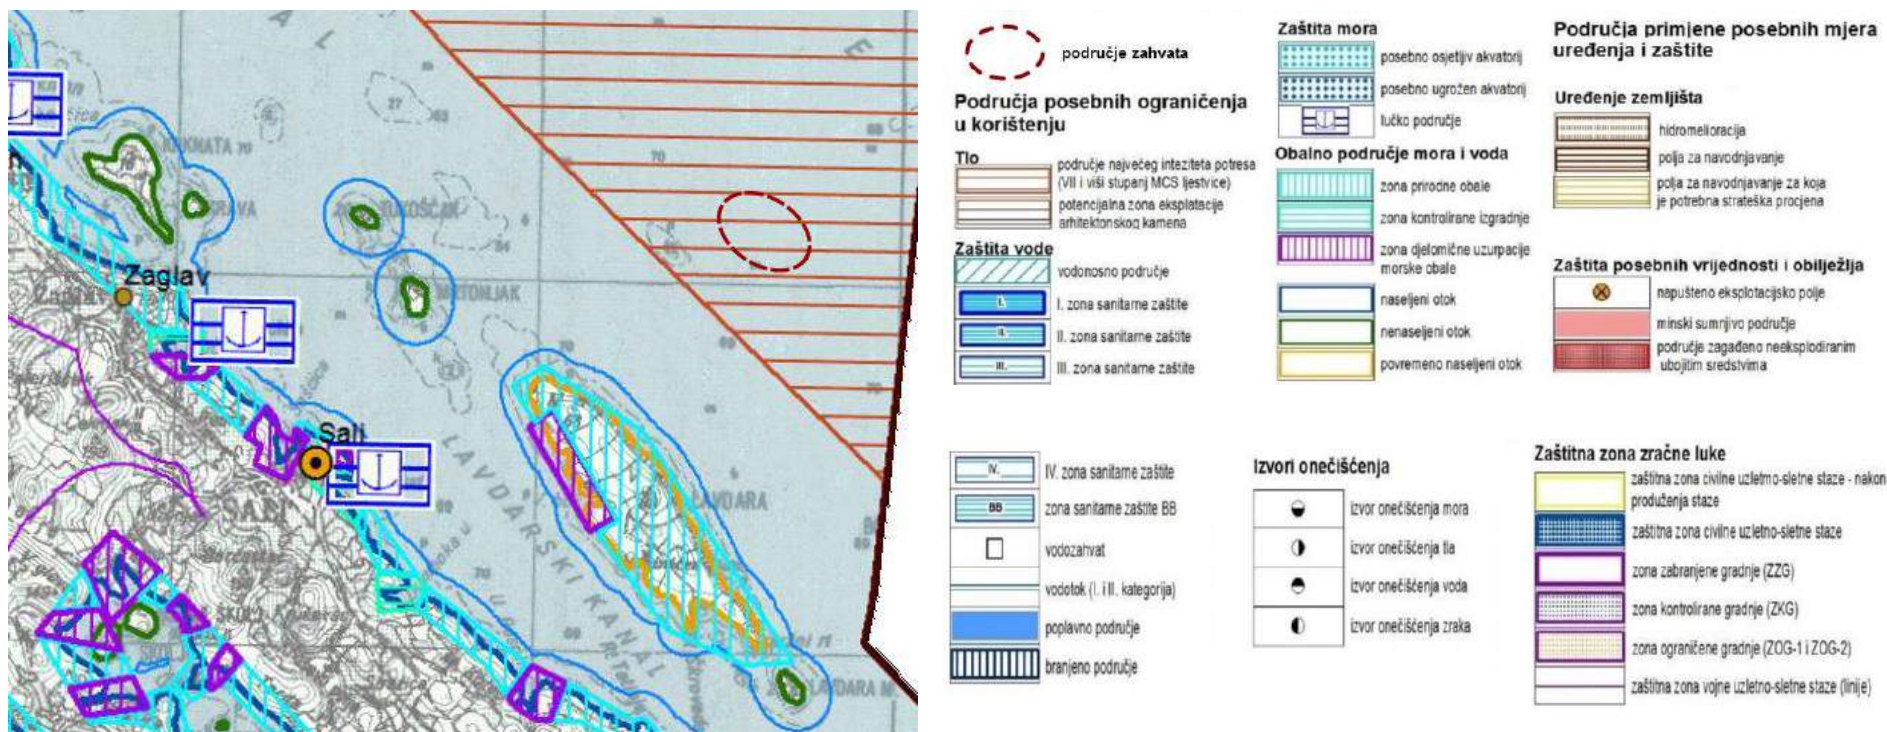 Zaglav
Sali
MRTONJAK
LAVDARA
LAVDARSKI KANAL
SALI
područje zahvata
Područja posebnih ograničenja
u korištenju
Tlo
područje najvećeg inteziteta potresa
(VII i viši stupanj MCS ljestvice)
potencijalna zona eksplatacije
arhitektonskog kamena
Zaštita vode
vodonosno područje
I. I. zona sanitarne zaštite
II. II. zona sanitarne zaštite
III. III. zona sanitarne zaštite
Zaštita mora
posebno osjetljiv akvatorij
posebno ugrožen akvatorij
lučko područje
Obalno područje mora i voda
zona prirodne obale
zona kontrolirane izgradnje
zona djelomične uzurpacije
morske obale
naseljeni otok
nenaseljeni otok
povremeno naseljeni otok
Područja primjene posebnih mjera
uređenja i zaštite
Uređenje zemljišta
hidromelioracija
polja za navodnjavanje
polja za navodnjavanje za koja
je potrebna strateška procjena
Zaštita posebnih vrijednosti i obilježja
napušteno eksplotacijsko polje
minski sumnjivo područje
područje zagađeno neeksplodiranim
ubojitim sredstvima
IV. IV. zona sanitarne zaštite
BB zona sanitarne zaštite BB
vodozahvat
vodotok (I. i II. kategorija)
poplavno područje
branjeno područje
Izvori onečišćenja
izvor onečišćenja mora
izvor onečišćenja tla
izvor onečišćenja voda
izvor onečišćenja zraka
Zaštitna zona zračne luke
zaštitna zona civilne uzletno-sletne staze - nakon
produženja staze
zaštitna zona civilne uzletno-sletne staze
zona zabranjene gradnje (ZZG)
zona kontrolirane gradnje (ZKG)
zona ograničene gradnje (ZOG-1 i ZOG-2)
zaštitna zona vojne uzletno-sletne staze (linije)